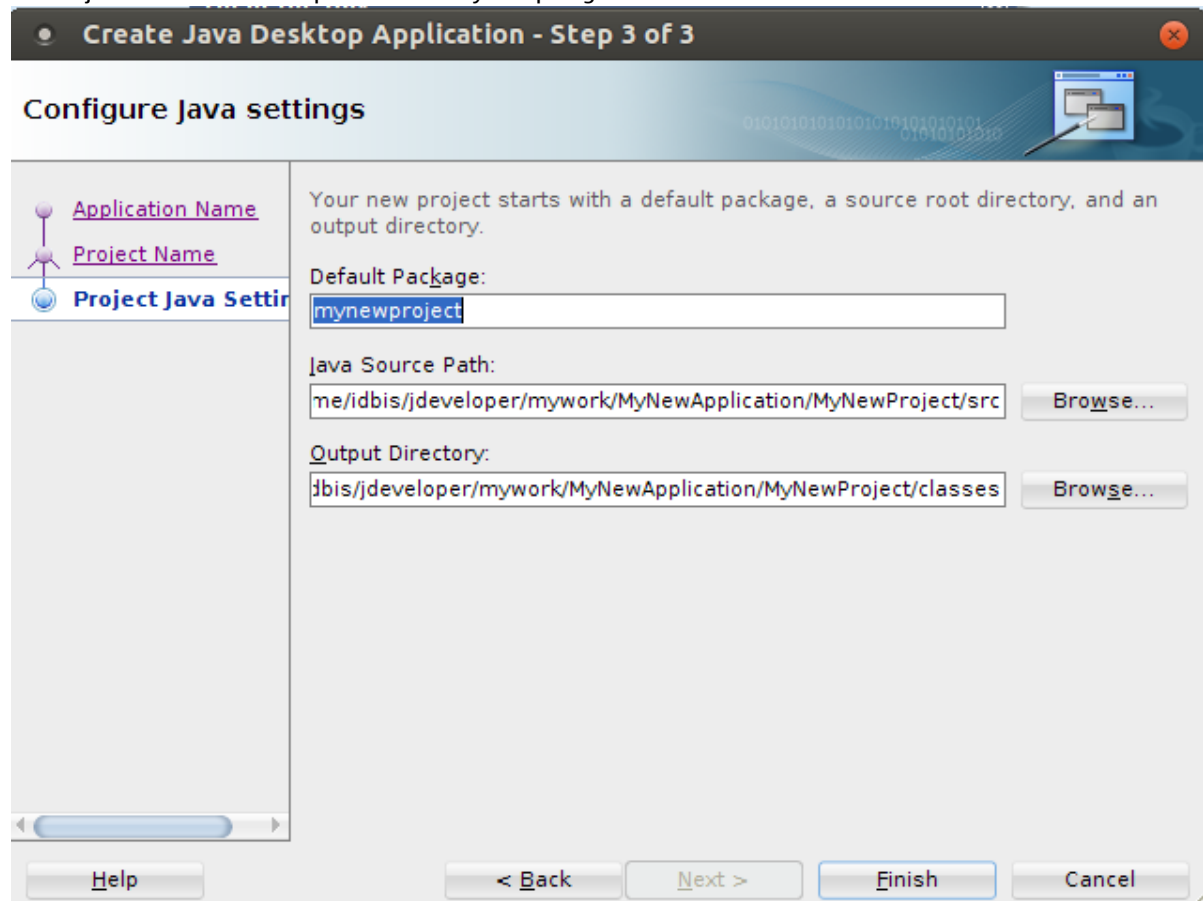 Create Java Desktop Application - Step 3 of 3
Configure Java settings
Application Name
Project Name
Project Java Settin
Your new project starts with a default package, a source root directory, and an
output directory.
Default Package:
mynewproject
Java Source Path:
me/idbis/jdeveloper/mywork/MyNewApplication/MyNewProject/src
Browse...
Output Directory:
dbis/jdeveloper/mywork/MyNewApplication/MyNewProject/classes
Browse...
Help
< Back
Next >
Finish
Cancel